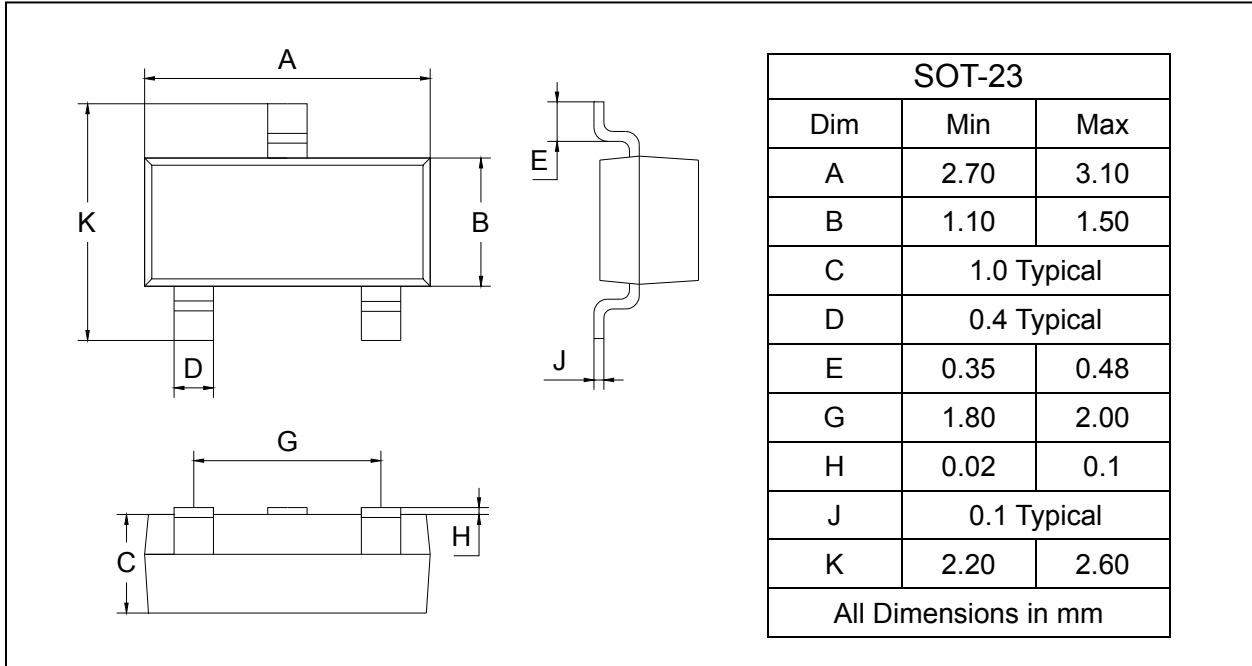 A
K
B
D
E
J
G
H
C
SOT-23
Dim Min Max
A 2.70 3.10
B 1.10 1.50
C 1.0 Typical
D 0.4 Typical
E 0.35 0.48
G 1.80 2.00
H 0.02 0.1
J 0.1 Typical
K 2.20 2.60
All Dimensions in mm